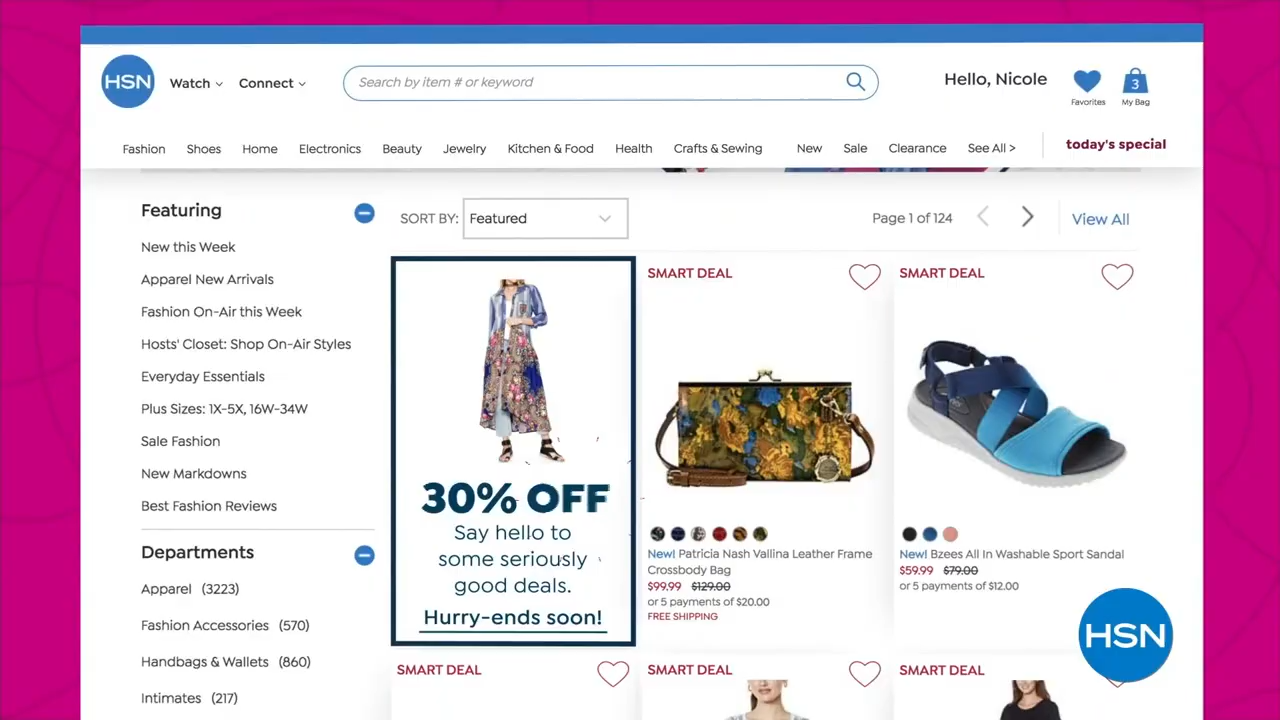 HSN
Watch
Connect
Search by item # or keyword
Hello, Nicole
Favorites
3
My Bag
Fashion
Shoes
Home
Electronics
Beauty
Jewelry
Kitchen & Food
Health
Crafts & Sewing
New
Sale
Clearance
See All >
today's special
Featuring
New this Week
Apparel New Arrivals
Fashion On-Air this Week
Hosts' Closet: Shop On-Air Styles
Everyday Essentials
Plus Sizes: 1X-5X, 16W-34W
Sale Fashion
New Markdowns
Best Fashion Reviews
Departments
Apparel (3223)
Fashion Accessories (570)
Handbags & Wallets (860)
Intimates (217)
SORT BY: Featured
Page 1 of 124
View All
30% OFF
Say hello to
some seriously
good deals.
Hurry-ends soon!
SMART DEAL
New! Patricia Nash Vallina Leather Frame
Crossbody Bag
$99.99 $129.00
or 5 payments of $20.00
FREE SHIPPING
SMART DEAL
New! Bzees All In Washable Sport Sandal
$59.99 $79.00
or 5 payments of $12.00
SMART DEAL
SMART DEAL
SMART DEAL
HSN